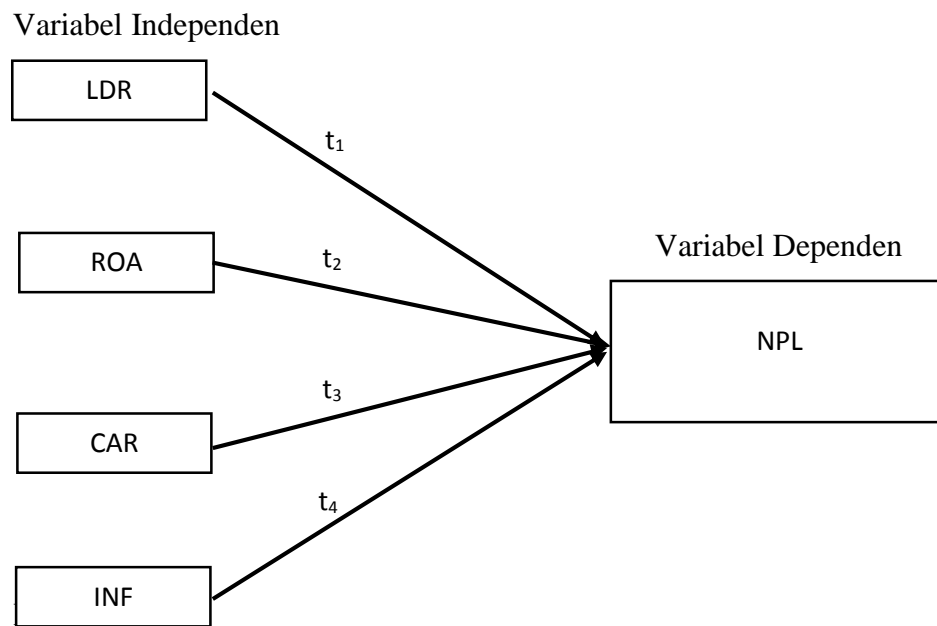 Variabel Independen
LDR
t₁
ROA
t₂
Variabel Dependen
NPL
t₃
CAR
t₄
INF